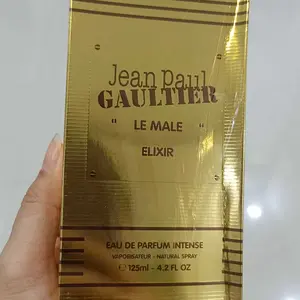 Jean Paul
GAULTIER
" LE MALE "
ELIXIR
EAU DE PARFUM INTENSE
VAPORISATEUR - NATURAL SPRAY
℮ 125ml - 4.2 FL OZ